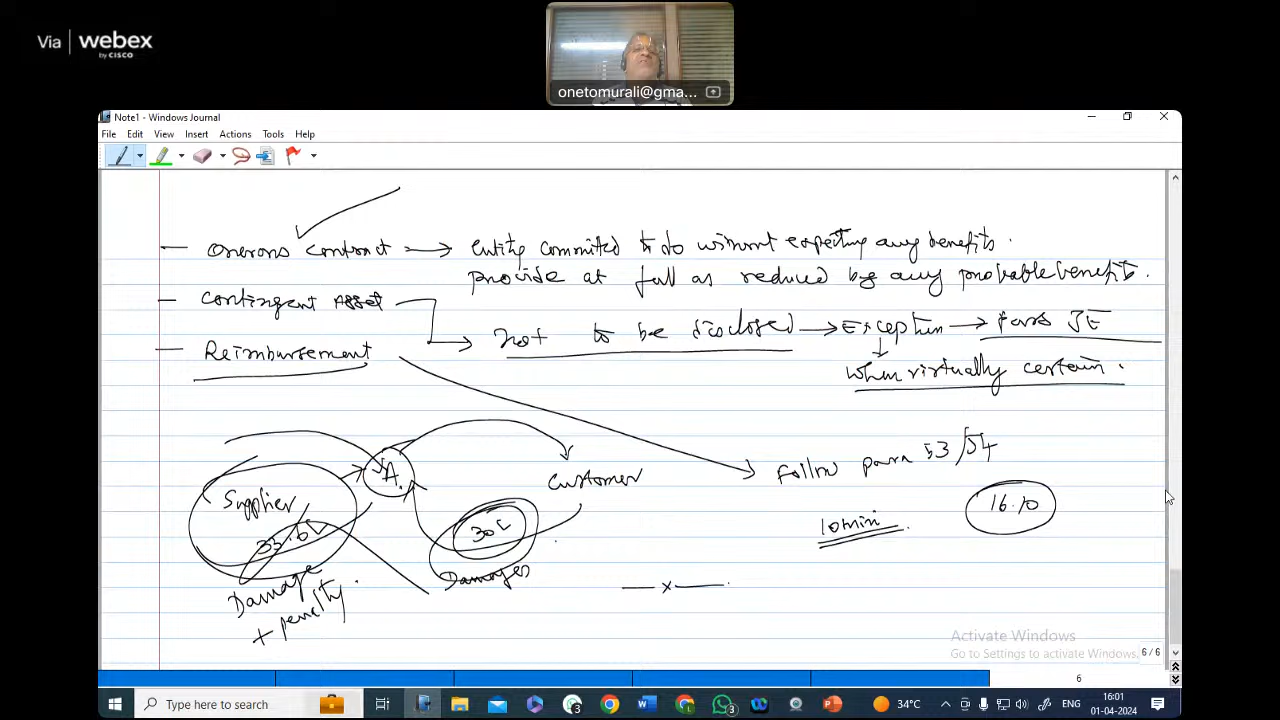 Via webex
by CISCO
onetomurali@gma...
Note1 - Windows Journal
File Edit View Insert Actions Tools Help
— onerous contract → entity committed to do without expecting any benefits.
provide at full as reduced by any probable benefits.
— contingent Asset
→ not to be disclosed → Exception → pass JE
when virtually certain.
— Reimbursement
A.
Follow para 53/54
Supplier
Customer
16.10
10 min
30L
Damages
Damage
+ penalty
— x —
Activate Windows
Go to Settings to activate Windows.
6 / 6
6
Type here to search
3
3
34°C
16:01
01-04-2024